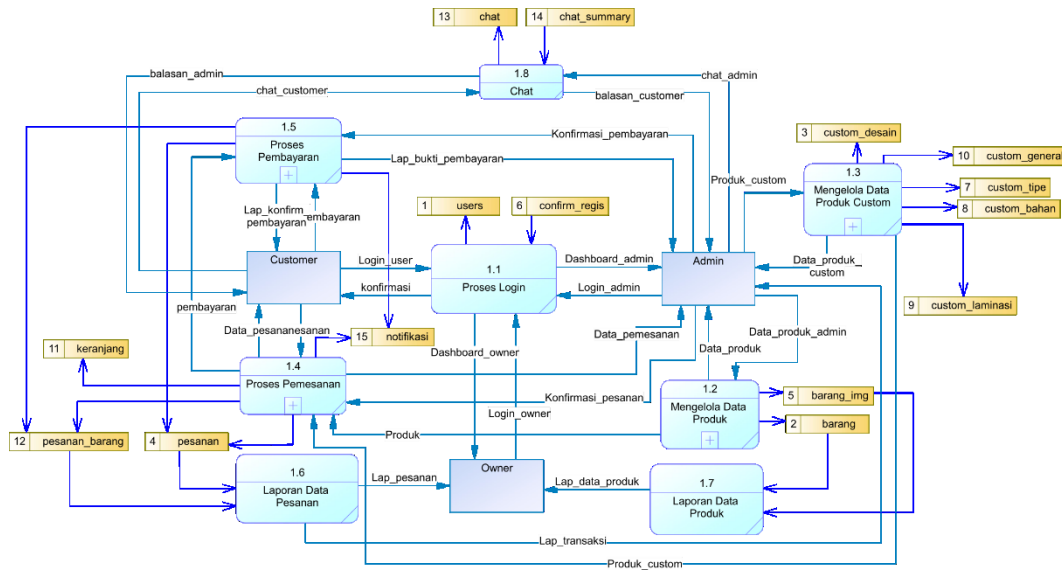 13 chat
14 chat_summary
1.8
Chat
balasan_admin
chat_customer
chat_admin
balasan_customer
1.5
Proses
Pembayaran
Konfirmasi_pembayaran
Lap_bukti_pembayaran
3 custom_desain
10 custom_general
1.3
Mengelola Data
Produk Custom
7 custom_tipe
8 custom_bahan
Produk_custom
Lap_konfirm_
pembayaran
embayaran
1 users
6 confirm_regis
Customer
Login_user
1.1
Proses Login
Dashboard_admin
Admin
Data_produk_
custom
konfirmasi
Login_admin
9 custom_laminasi
pembayaran
Data_pesananesanan
15 notifikasi
Data_pemesanan
Data_produk_admin
Data_produk
11 keranjang
Dashboard_owner
1.4
Proses Pemesanan
Konfirmasi_pesanan
1.2
Mengelola Data
Produk
5 barang_img
2 barang
Login_owner
Produk
12 pesanan_barang
4 pesanan
1.6
Laporan Data
Pesanan
Lap_pesanan
Owner
Lap_data_produk
1.7
Laporan Data
Produk
Lap_transaksi
Produk_custom